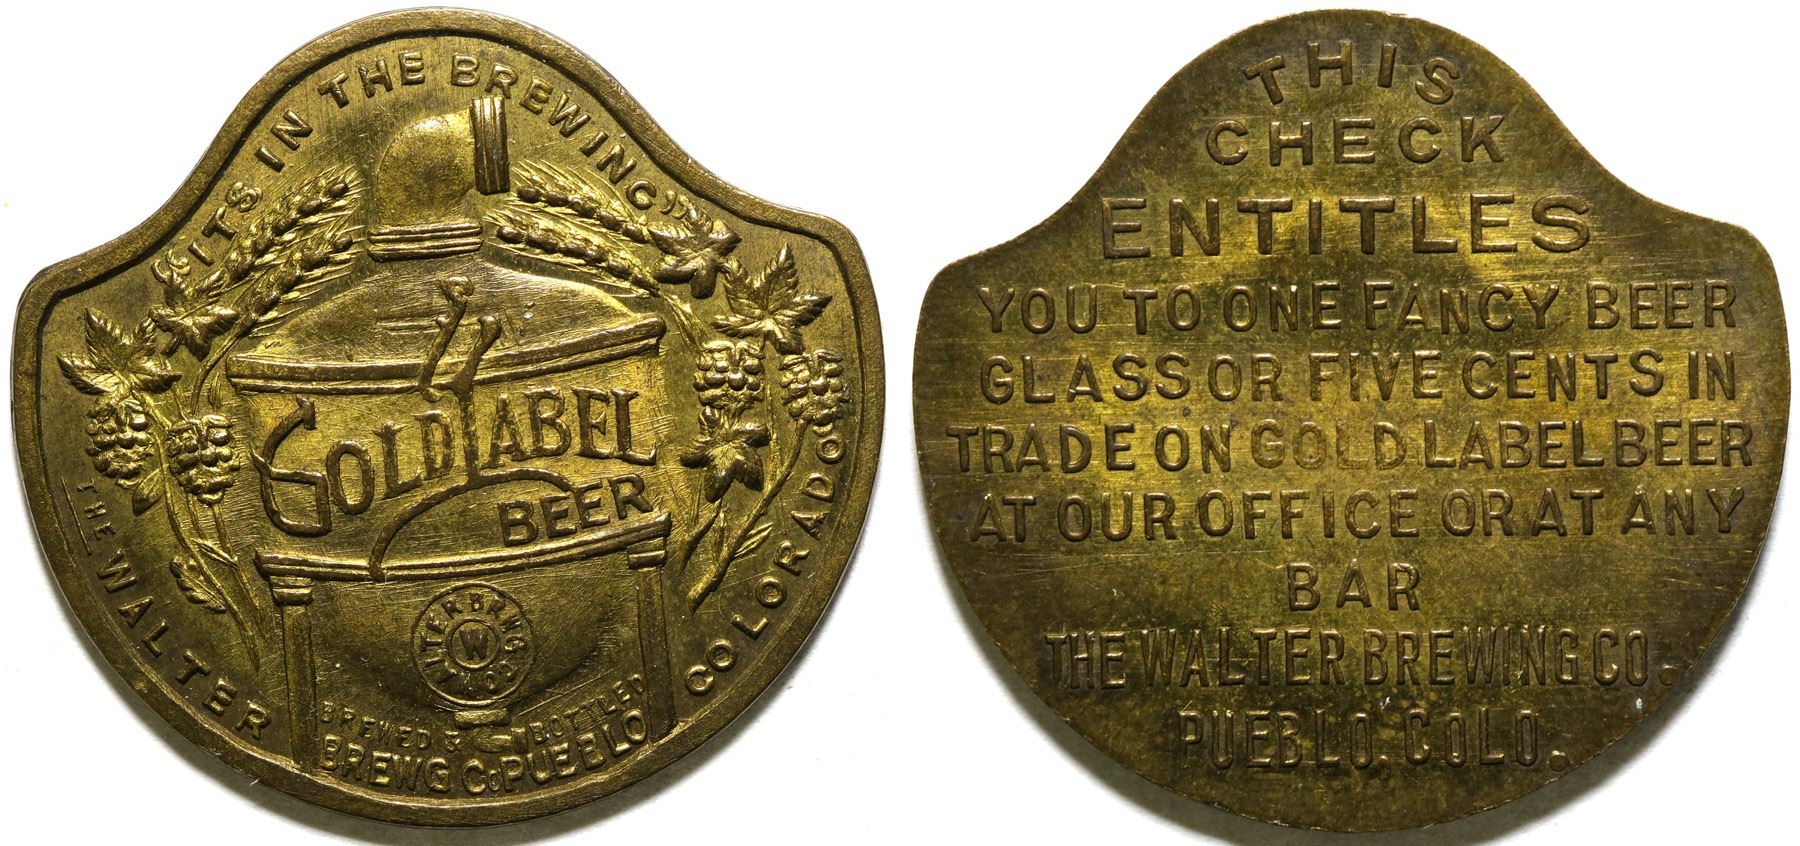 "ITS IN THE BREWING"
GOLD LABEL
BEER
WALTER BRWG. CO.
W
BREWED & BOTTLED
THE WALTER BREWG Co PUEBLO COLORADO
THIS
CHECK
ENTITLES
YOU TO ONE FANCY BEER
GLASS OR FIVE CENTS IN
TRADE ON GOLD LABEL BEER
AT OUR OFFICE OR AT ANY
BAR
THE WALTER BREWING CO.
PUEBLO, COLO.